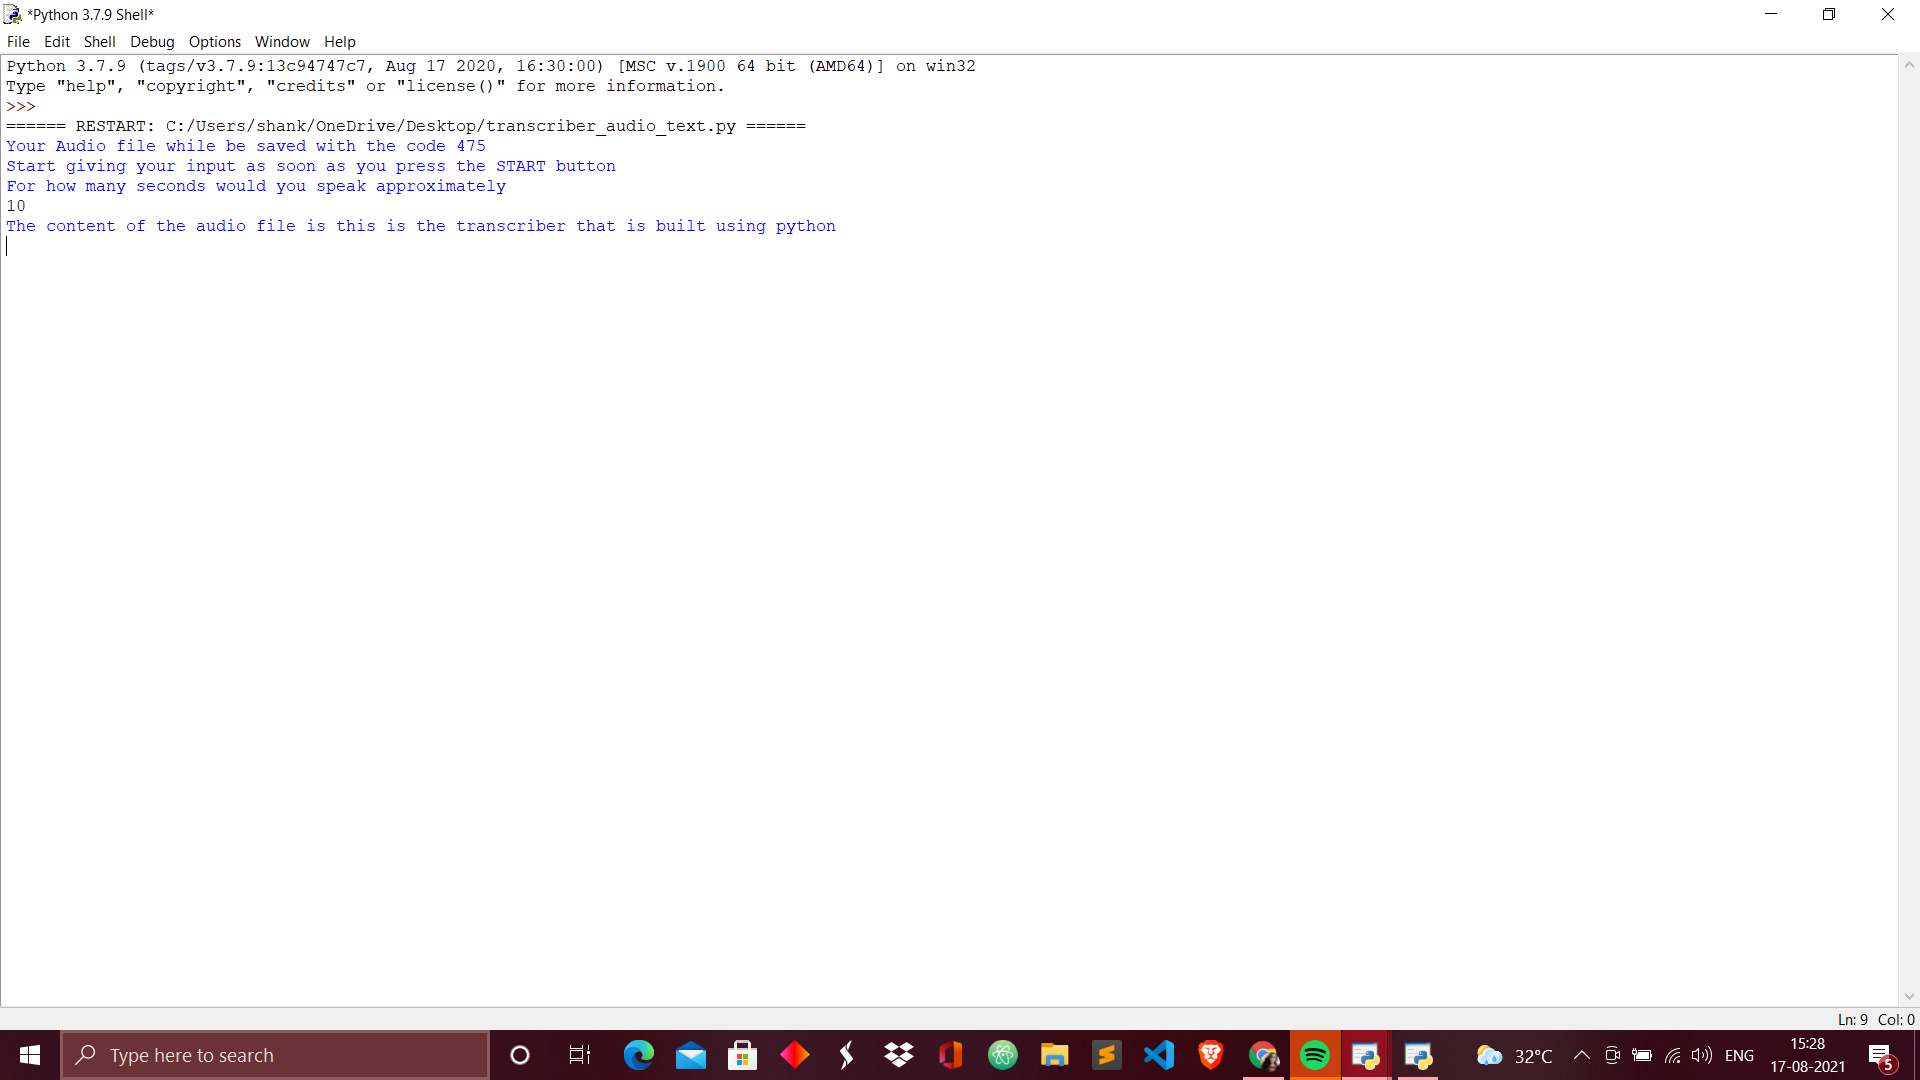 *Python 3.7.9 Shell*
File Edit Shell Debug Options Window Help
Python 3.7.9 (tags/v3.7.9:13c94747c7, Aug 17 2020, 16:30:00) [MSC v.1900 64 bit (AMD64)] on win32
Type "help", "copyright", "credits" or "license()" for more information.
>>>
====== RESTART: C:/Users/shank/OneDrive/Desktop/transcriber_audio_text.py ======
Your Audio file while be saved with the code 475
Start giving your input as soon as you press the START button
For how many seconds would you speak approximately
10
The content of the audio file is this is the transcriber that is built using python
Ln: 9 Col: 0
Type here to search
32°C
ENG
15:28
17-08-2021
5